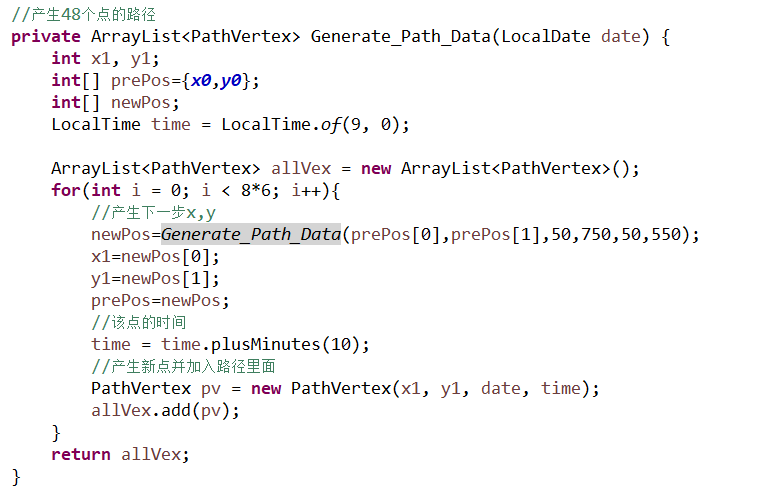 //产生48个点的路径
private ArrayList<PathVertex> Generate_Path_Data(LocalDate date) {
    int x1, y1;
    int[] prePos={x0,y0};
    int[] newPos;
    LocalTime time = LocalTime.of(9, 0);

    ArrayList<PathVertex> allVex = new ArrayList<PathVertex>();
    for(int i = 0; i < 8*6; i++){
        //产生下一步x,y
        newPos=Generate_Path_Data(prePos[0],prePos[1],50,750,50,550);
        x1=newPos[0];
        y1=newPos[1];
        prePos=newPos;
        //该点的时间
        time = time.plusMinutes(10);
        //产生新点并加入路径里面
        PathVertex pv = new PathVertex(x1, y1, date, time);
        allVex.add(pv);
    }
    return allVex;
}